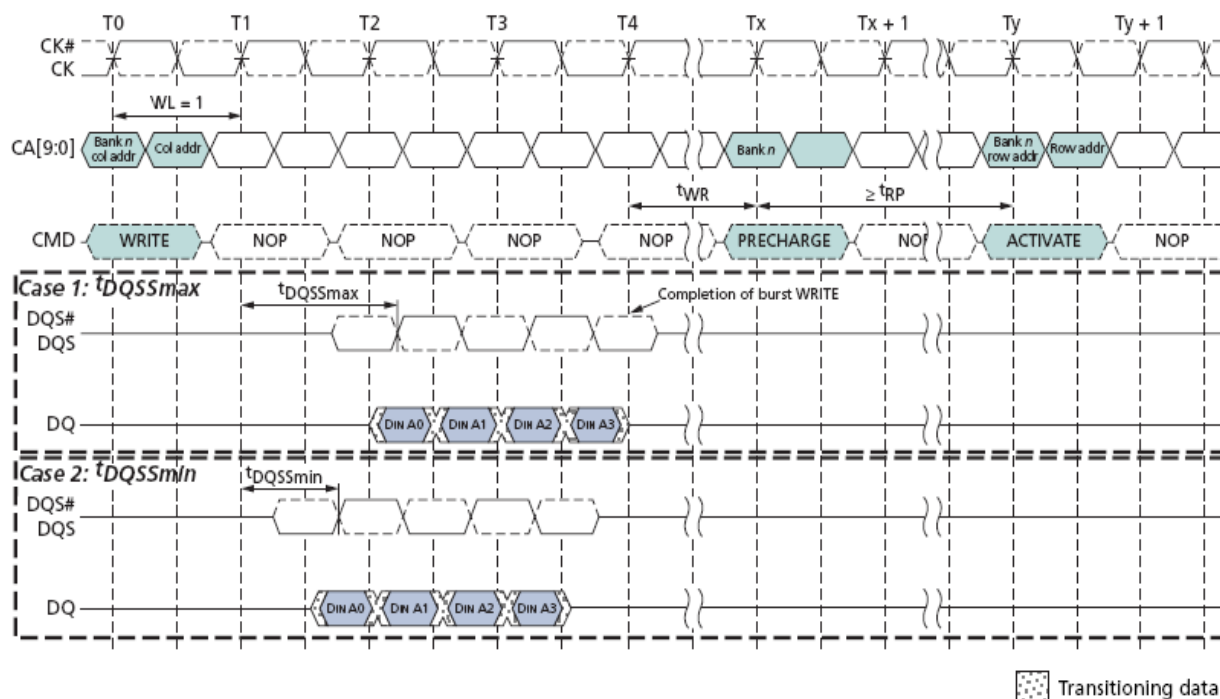 T0 T1 T2 T3 T4 Tx Tx + 1 Ty Ty + 1
CK#
CK
WL = 1
CA[9:0] Bank n col addr Col addr Bank n Bank n row addr Row addr
tWR ≥ tRP
CMD WRITE NOP NOP NOP NOP PRECHARGE NOP ACTIVATE NOP
Case 1: tDQSSmax
tDQSSmax Completion of burst WRITE
DQS#
DQS
DQ DIN A0 DIN A1 DIN A2 DIN A3
Case 2: tDQSSmin
tDQSSmin
DQS#
DQS
DQ DIN A0 DIN A1 DIN A2 DIN A3
Transitioning data